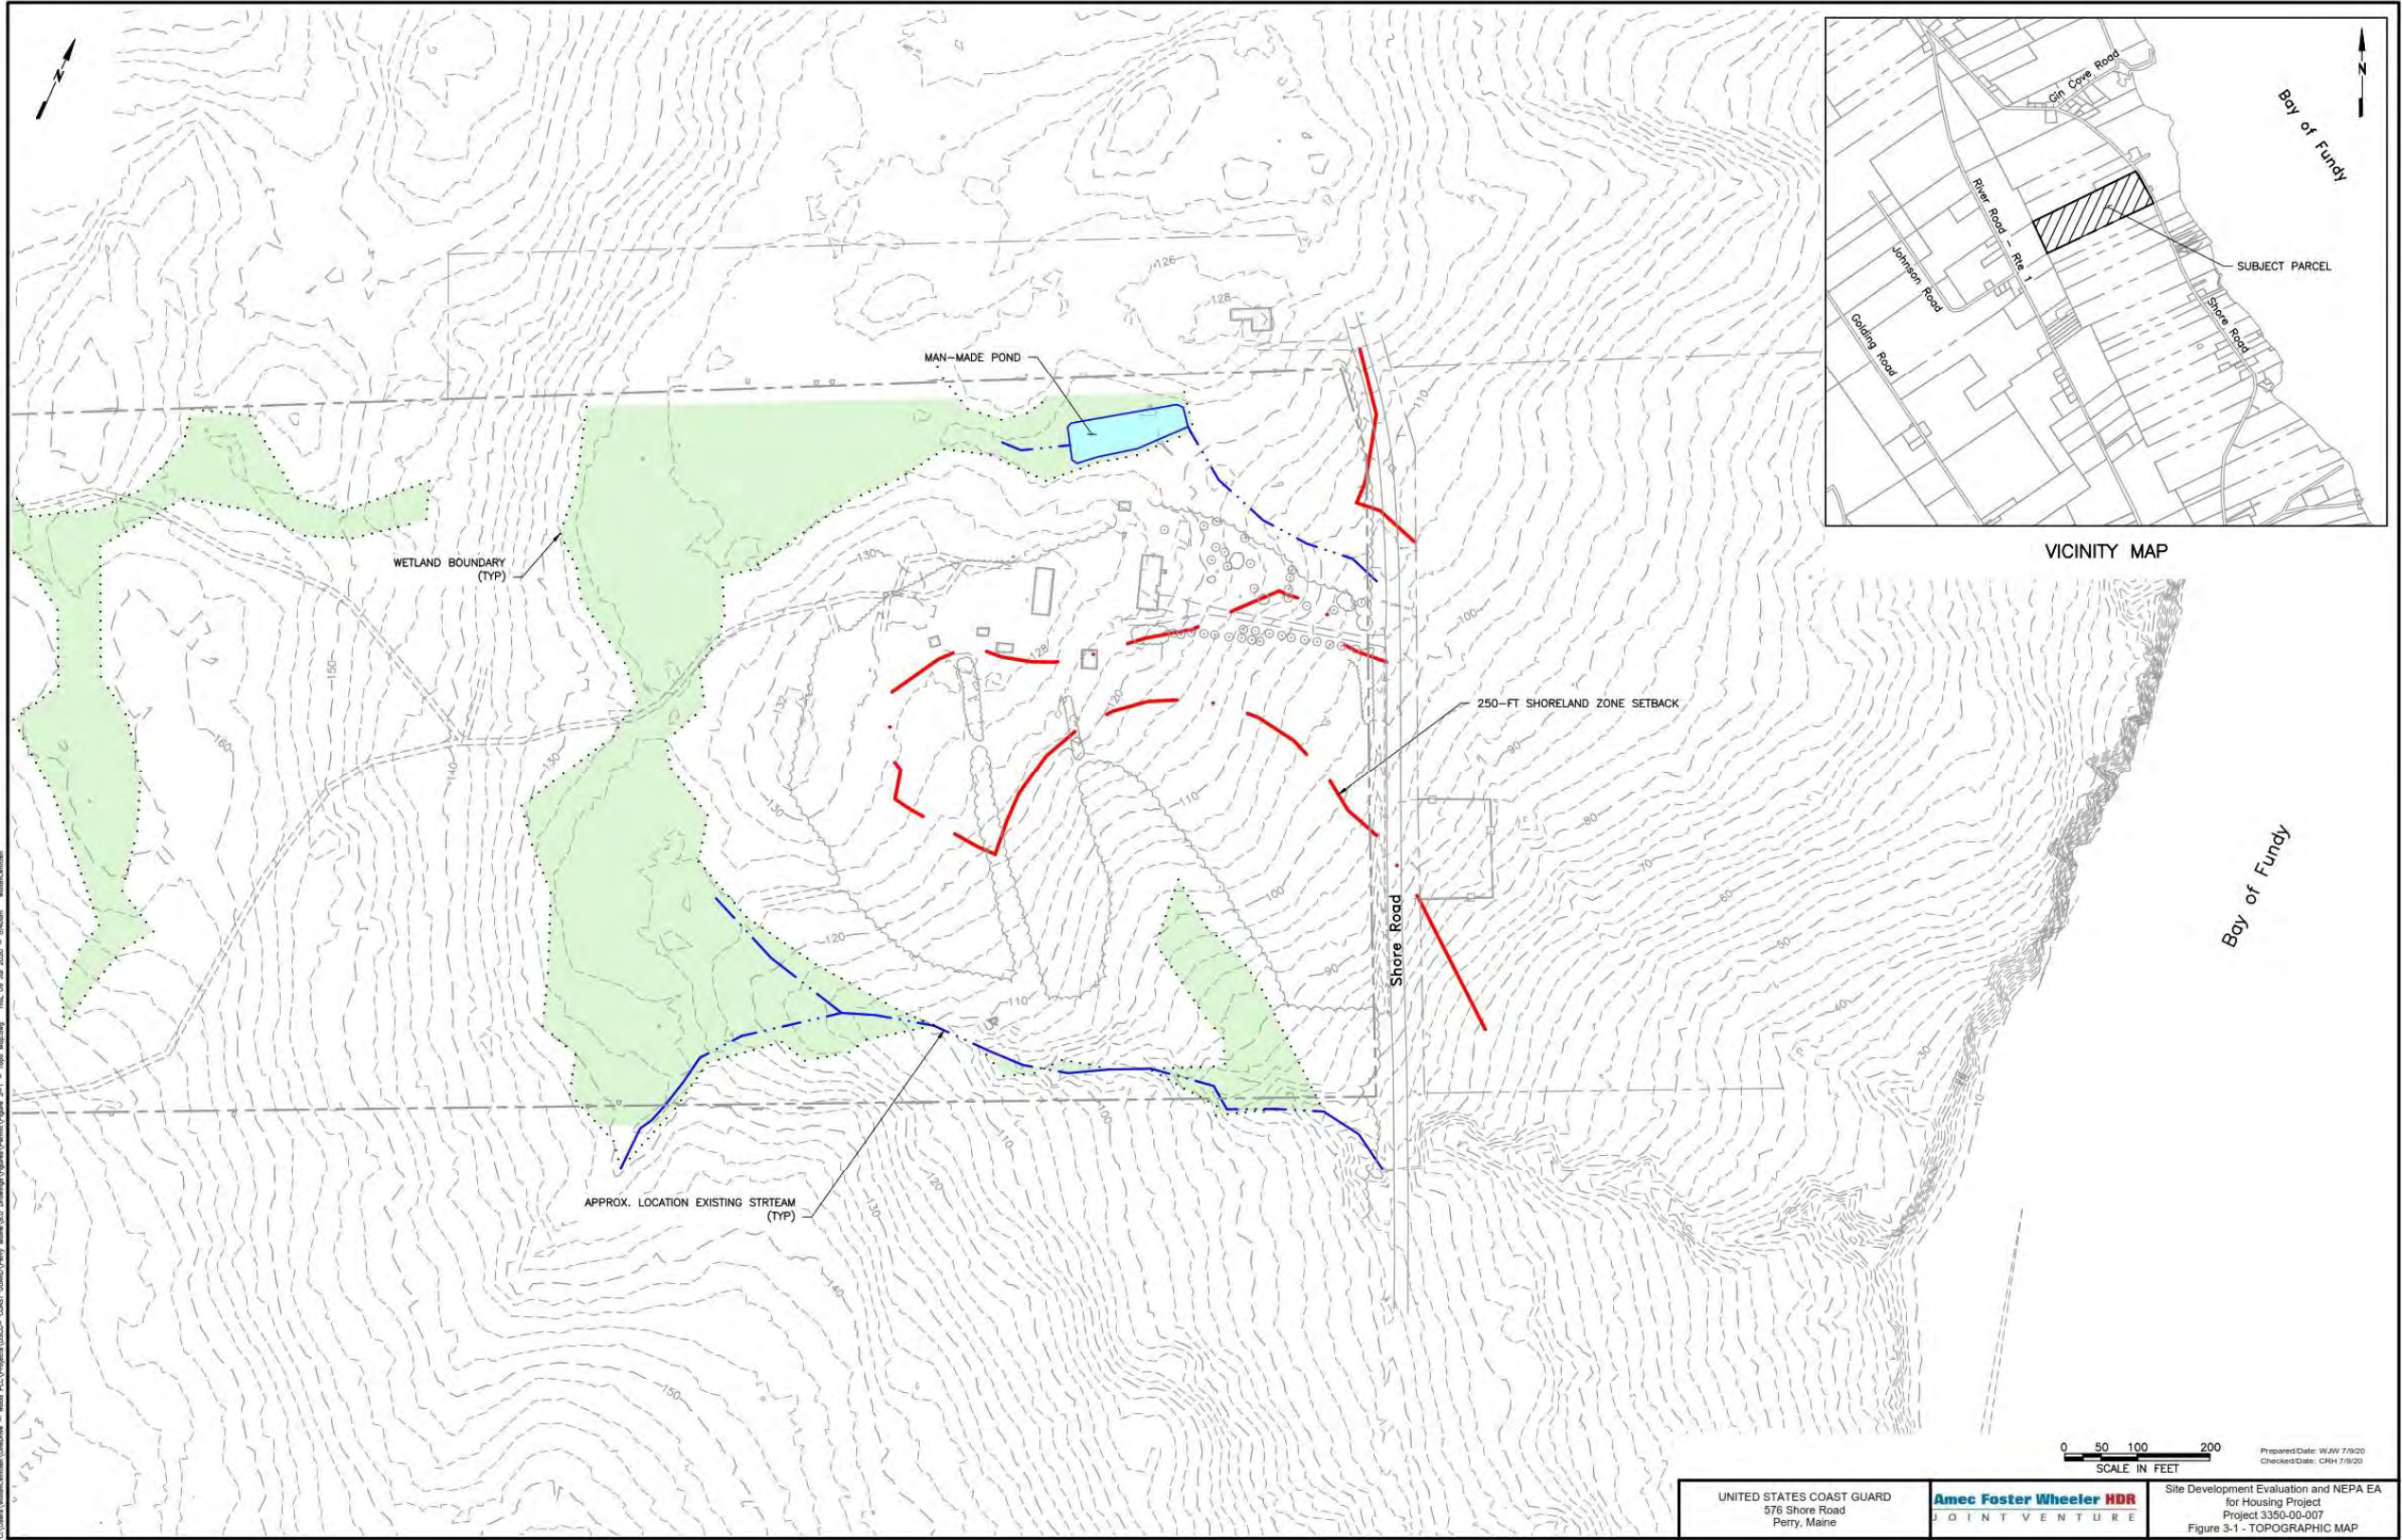 N
N
Gin Cove Road
Bay of Fundy
River Road - Rte 1
Johnson Road
Golding Road
SUBJECT PARCEL
Shore Road
VICINITY MAP
126
128
MAN-MADE POND
110
WETLAND BOUNDARY
(TYP)
130
100
128
150
132
120
250-FT SHORELAND ZONE SETBACK
160
140
130
90
130
110
80
70
100
60
Shore Road
Bay of Fundy
120
50
90
110
40
30
20
10
100
110
APPROX. LOCATION EXISTING STRTEAM
(TYP)
120
130
140
150
0 50 100 200
SCALE IN FEET
Prepared/Date: WJW 7/9/20
Checked/Date: CRH 7/9/20
UNITED STATES COAST GUARD
576 Shore Road
Perry, Maine
Amec Foster Wheeler HDR
JOINT VENTURE
Site Development Evaluation and NEPA EA
for Housing Project
Project 3350-00-007
Figure 3-1 - TOPOGRAPHIC MAP